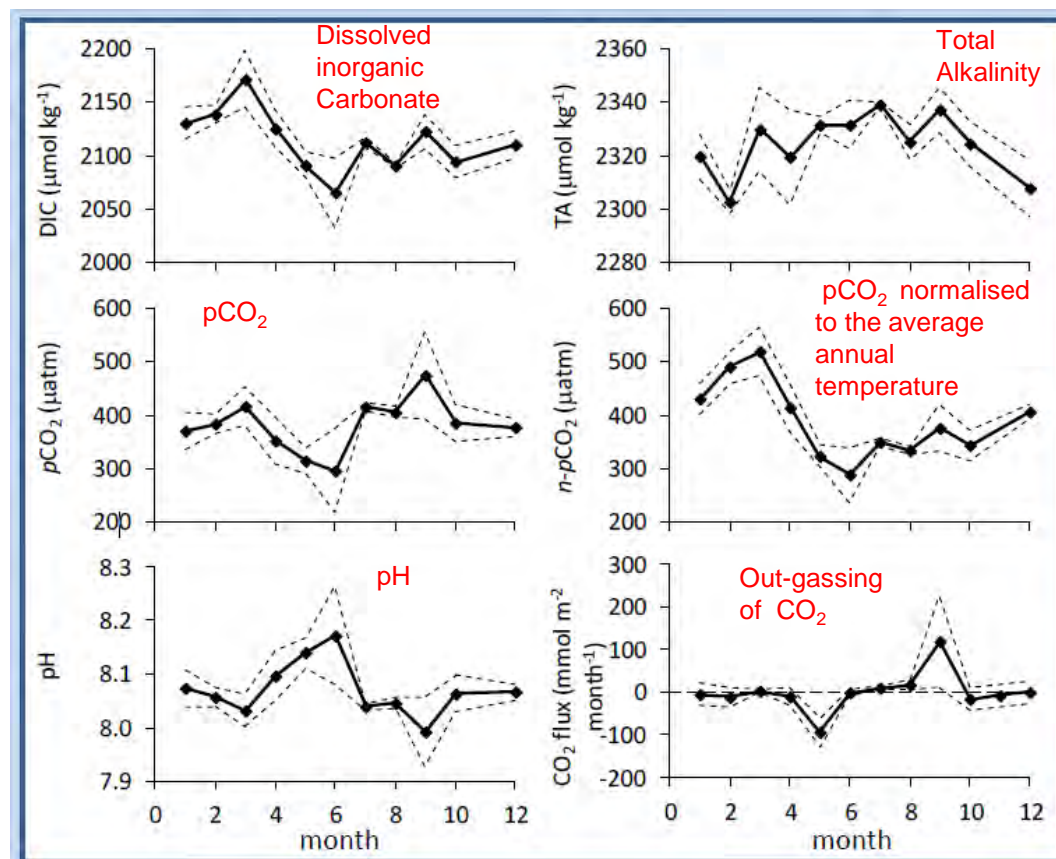 Dissolved
inorganic
Carbonate
DIC (µmol kg⁻¹)
2200
2150
2100
2050
2000
Total
Alkalinity
TA (µmol kg⁻¹)
2360
2340
2320
2300
2280
pCO₂
pCO₂ (µatm)
600
500
400
300
200
pCO₂ normalised
to the average
annual
temperature
n-pCO₂ (µatm)
600
500
400
300
200
pH
pH
8.3
8.2
8.1
8.0
7.9
0 2 4 6 8 10 12
month
Out-gassing
of CO₂
CO₂ flux (mmol m⁻²
month⁻¹)
300
200
100
0
-100
-200
0 2 4 6 8 10 12
month